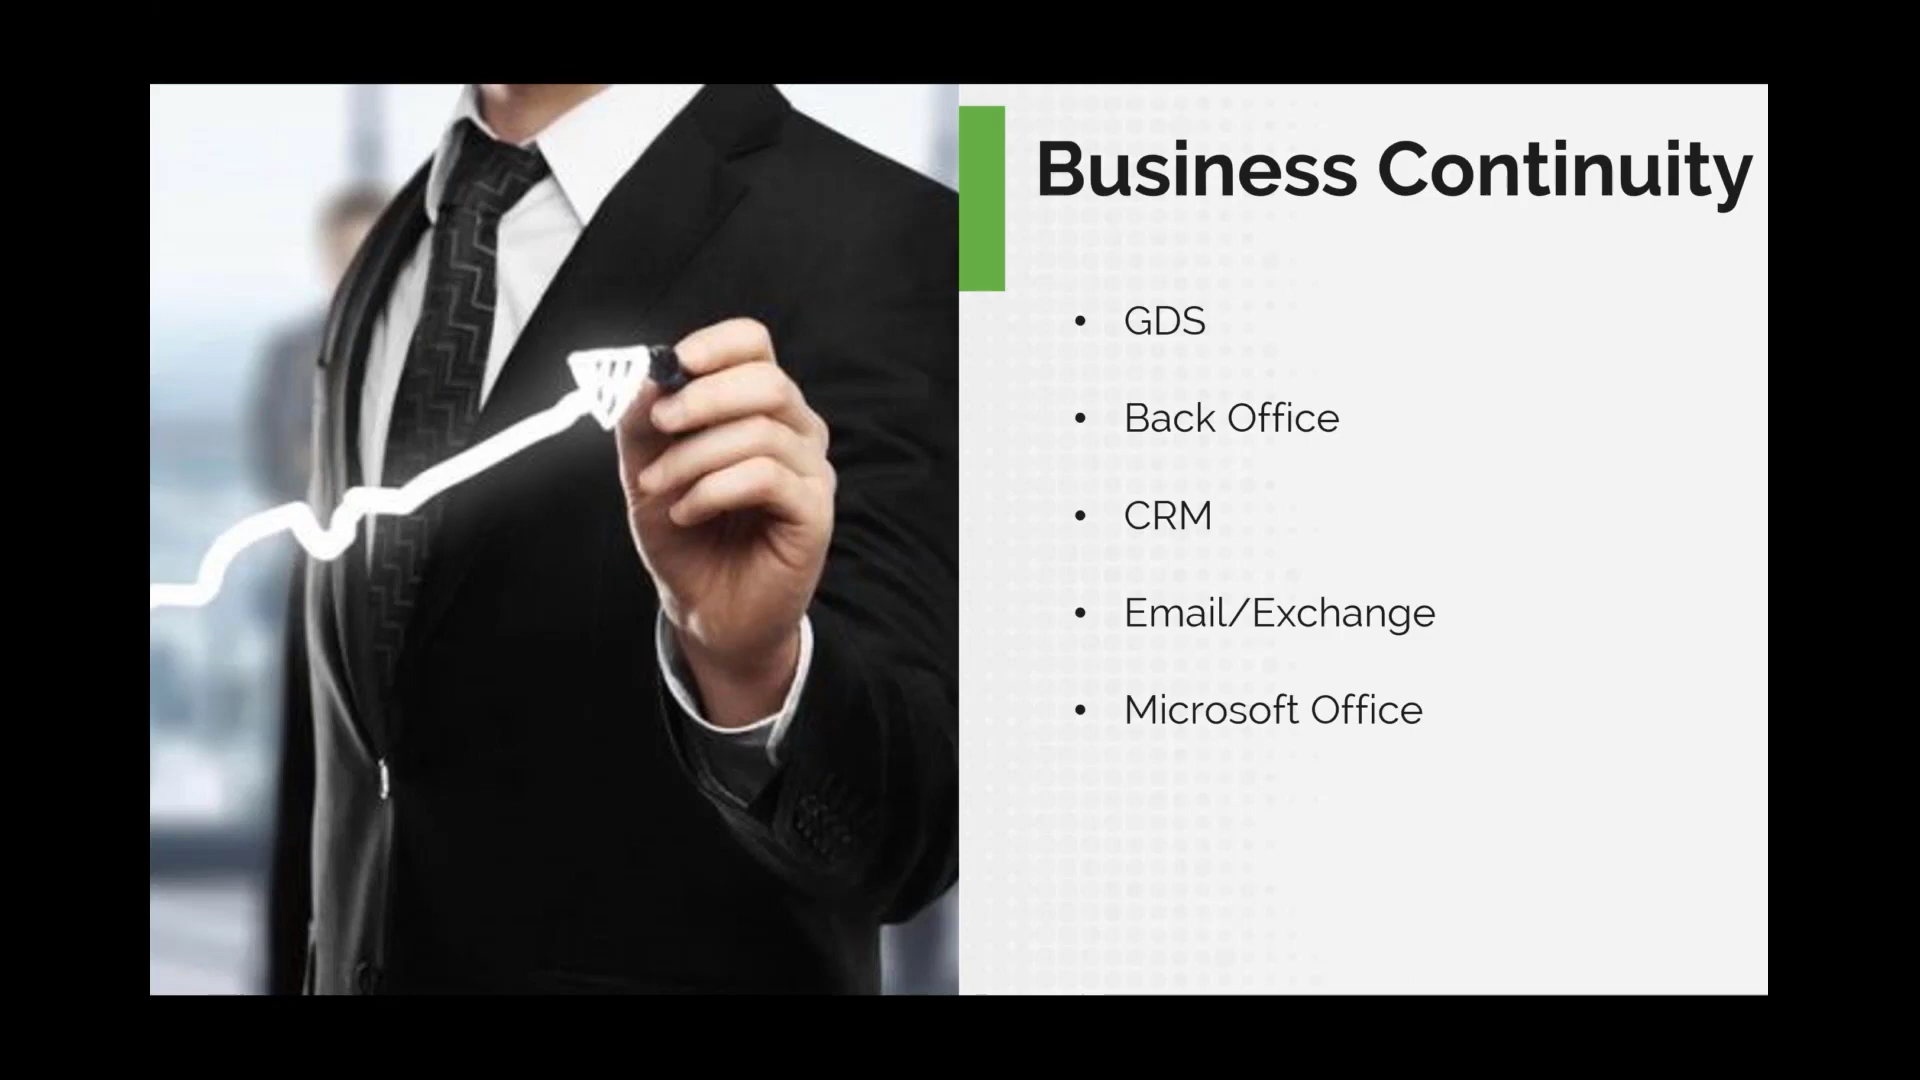 Business Continuity
• GDS
• Back Office
• CRM
• Email/Exchange
• Microsoft Office